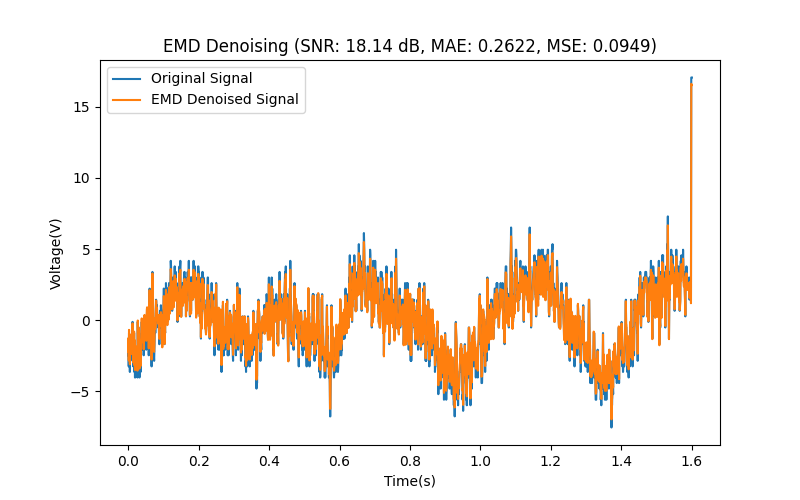 EMD Denoising (SNR: 18.14 dB, MAE: 0.2622, MSE: 0.0949)
Original Signal
EMD Denoised Signal
Voltage(V)
15
10
5
0
−5
0.0 0.2 0.4 0.6 0.8 1.0 1.2 1.4 1.6
Time(s)